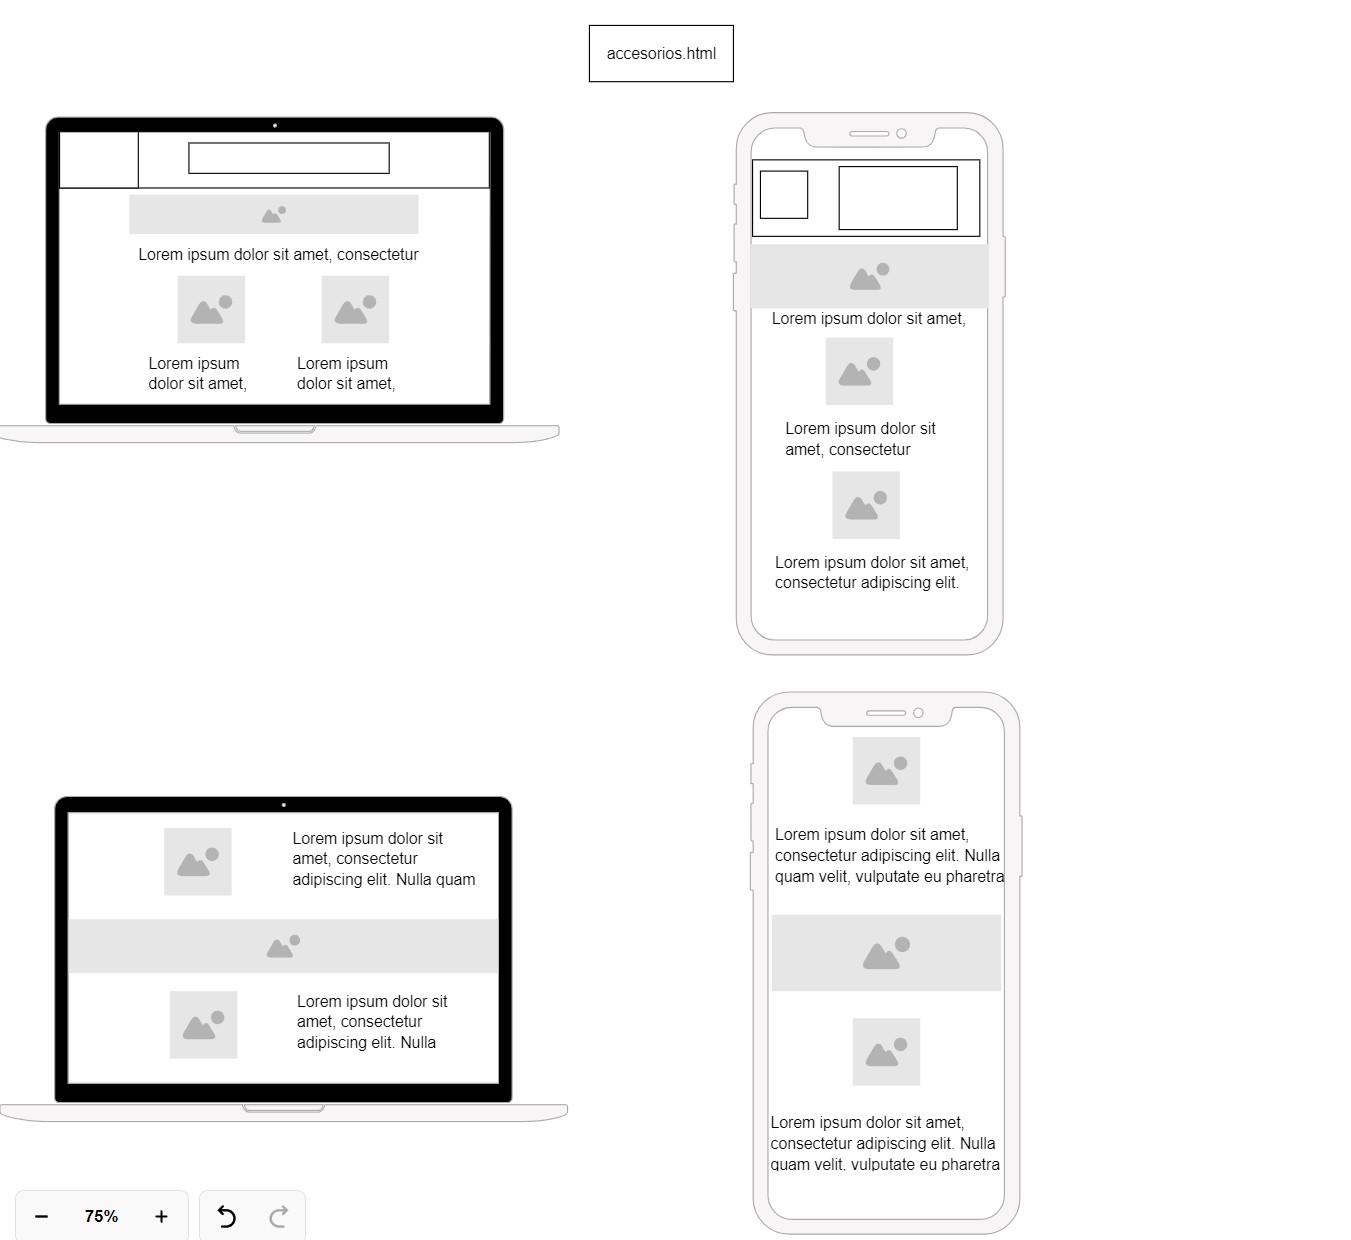 accesorios.html
Lorem ipsum dolor sit amet, consectetur
Lorem ipsum
dolor sit amet,
Lorem ipsum
dolor sit amet,
Lorem ipsum dolor sit amet,
Lorem ipsum dolor sit
amet, consectetur
Lorem ipsum dolor sit amet,
consectetur adipiscing elit.
Lorem ipsum dolor sit
amet, consectetur
adipiscing elit. Nulla quam
Lorem ipsum dolor sit
amet, consectetur
adipiscing elit. Nulla
Lorem ipsum dolor sit amet,
consectetur adipiscing elit. Nulla
quam velit, vulputate eu pharetra
Lorem ipsum dolor sit amet,
consectetur adipiscing elit. Nulla
quam velit, vulputate eu pharetra
75%